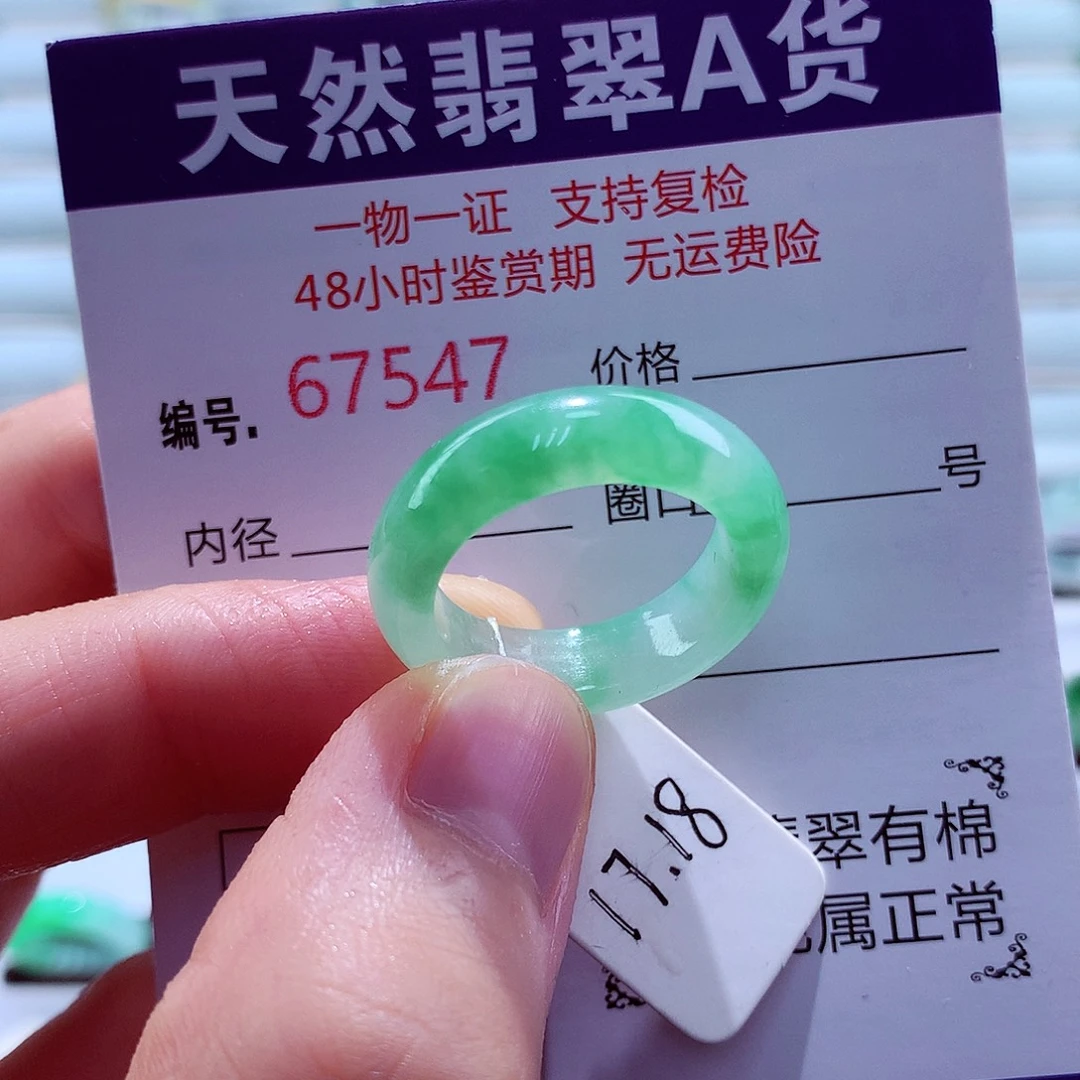 天然翡翠A货
一物一证 支持复检
48小时鉴赏期 无运费险
编号. 67547 价格
内径 圈口 号
17.18
翠有棉
属正常